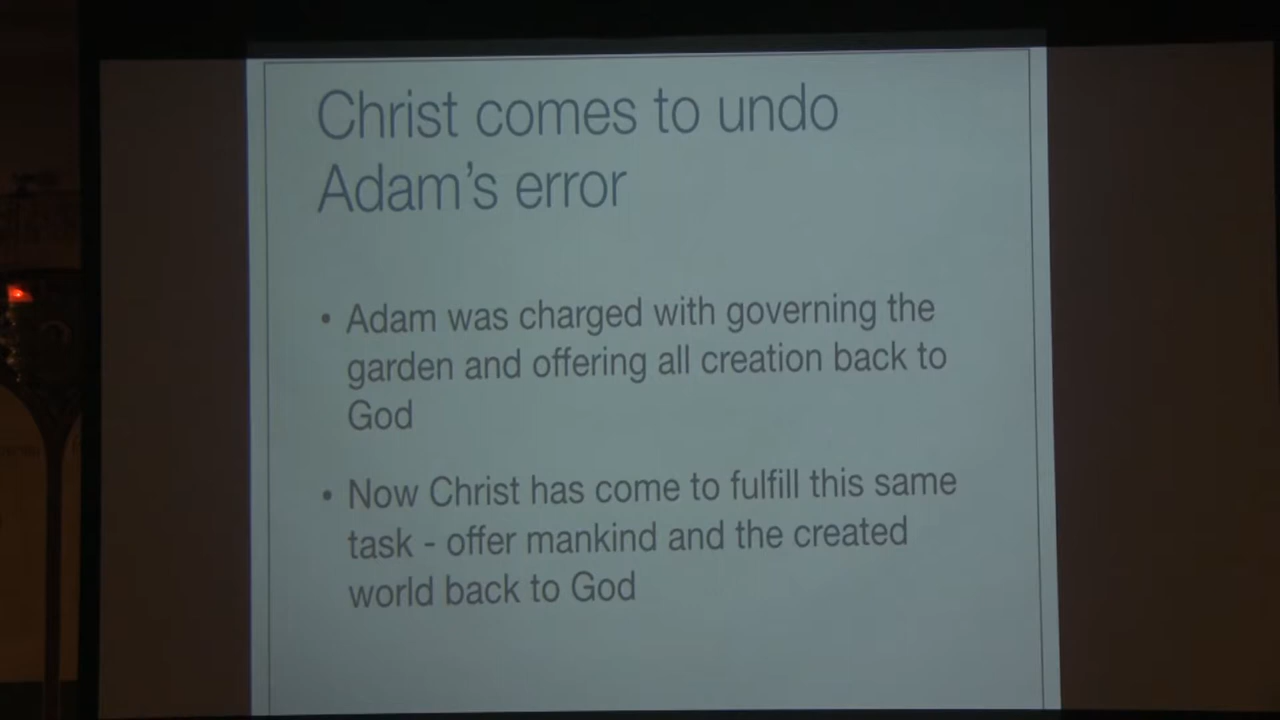 Christ comes to undo
Adam's error
• Adam was charged with governing the
garden and offering all creation back to
God
• Now Christ has come to fulfill this same
task - offer mankind and the created
world back to God